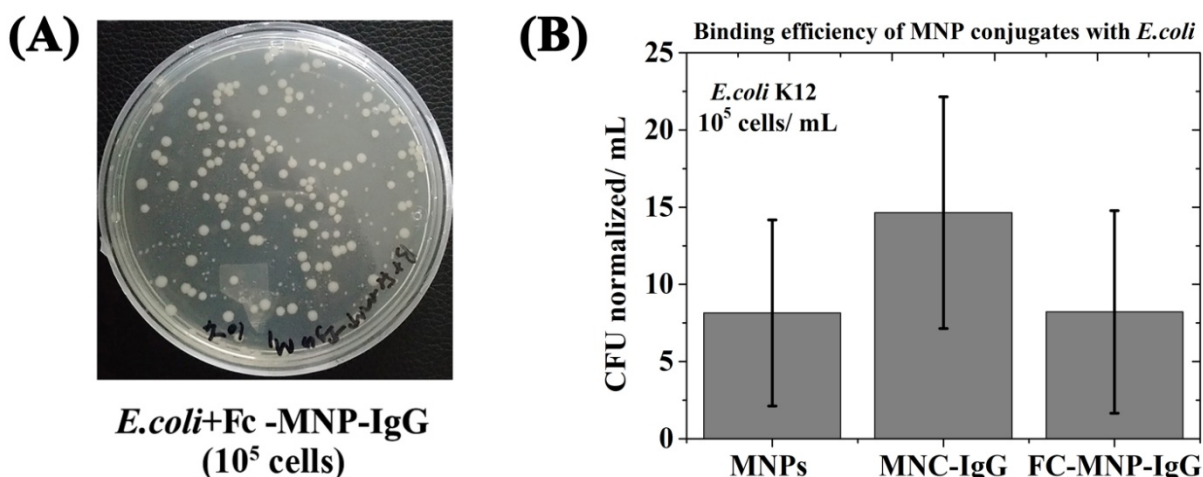 (A)
E.coli+Fc -MNP-IgG
(10⁵ cells)
(B)
Binding efficiency of MNP conjugates with E.coli
E.coli K12
10⁵ cells/ mL
CFU normalized/ mL
25
20
15
10
5
0
MNPs
MNC-IgG
FC-MNP-IgG